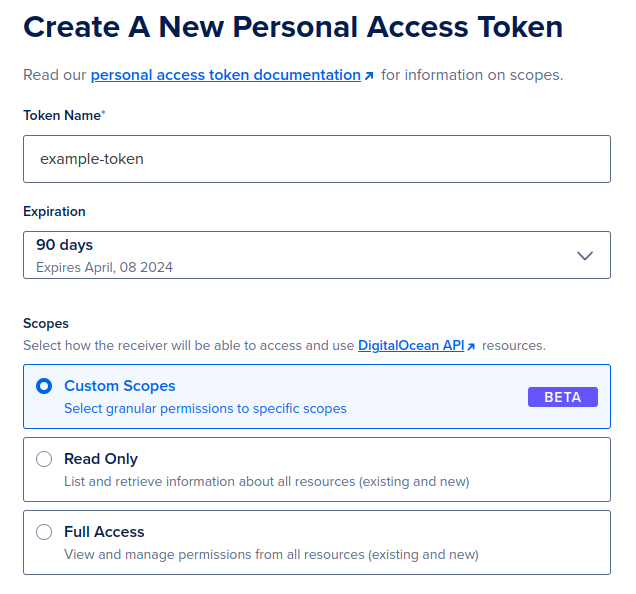 Create A New Personal Access Token
Read our personal access token documentation for information on scopes.
Token Name*
example-token
Expiration
90 days
Expires April, 08 2024
Scopes
Select how the receiver will be able to access and use DigitalOcean API resources.
Custom Scopes
Select granular permissions to specific scopes
BETA
Read Only
List and retrieve information about all resources (existing and new)
Full Access
View and manage permissions from all resources (existing and new)